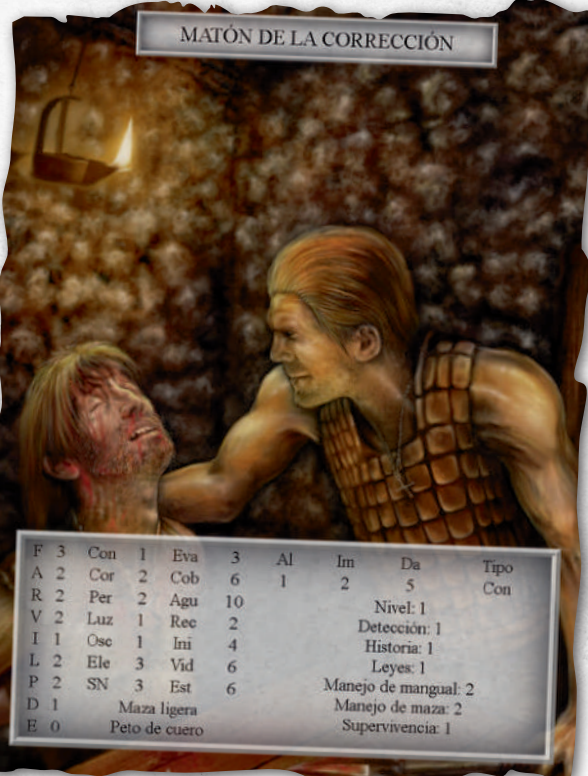 MATÓN DE LA CORRECCIÓN
F 3 Con 1 Eva 3 Al Im Da Tipo
A 2 Cor 2 Cob 6 1 2 5 Con
R 2 Per 2 Agu 10 Nivel: 1
V 2 Luz 1 Rec 2 Detección: 1
I 1 Osc 1 Ini 4 Historia: 1
L 2 Ele 3 Vid 6 Leyes: 1
P 2 SN 3 Est 6 Manejo de mangual: 2
D 1 Maza ligera Manejo de maza: 2
E 0 Peto de cuero Supervivencia: 1